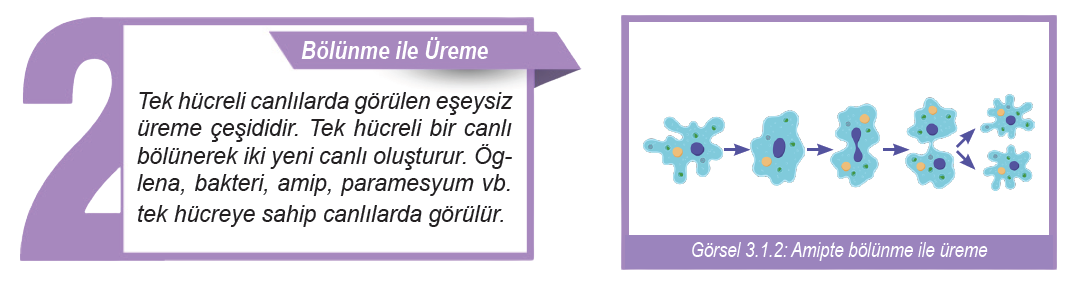 2
Bölünme ile Üreme
Tek hücreli canlılarda görülen eşeysiz
üreme çeşididir. Tek hücreli bir canlı
bölünerek iki yeni canlı oluşturur. Ög-
lena, bakteri, amip, paramesyum vb.
tek hücreye sahip canlılarda görülür.
Görsel 3.1.2: Amipte bölünme ile üreme